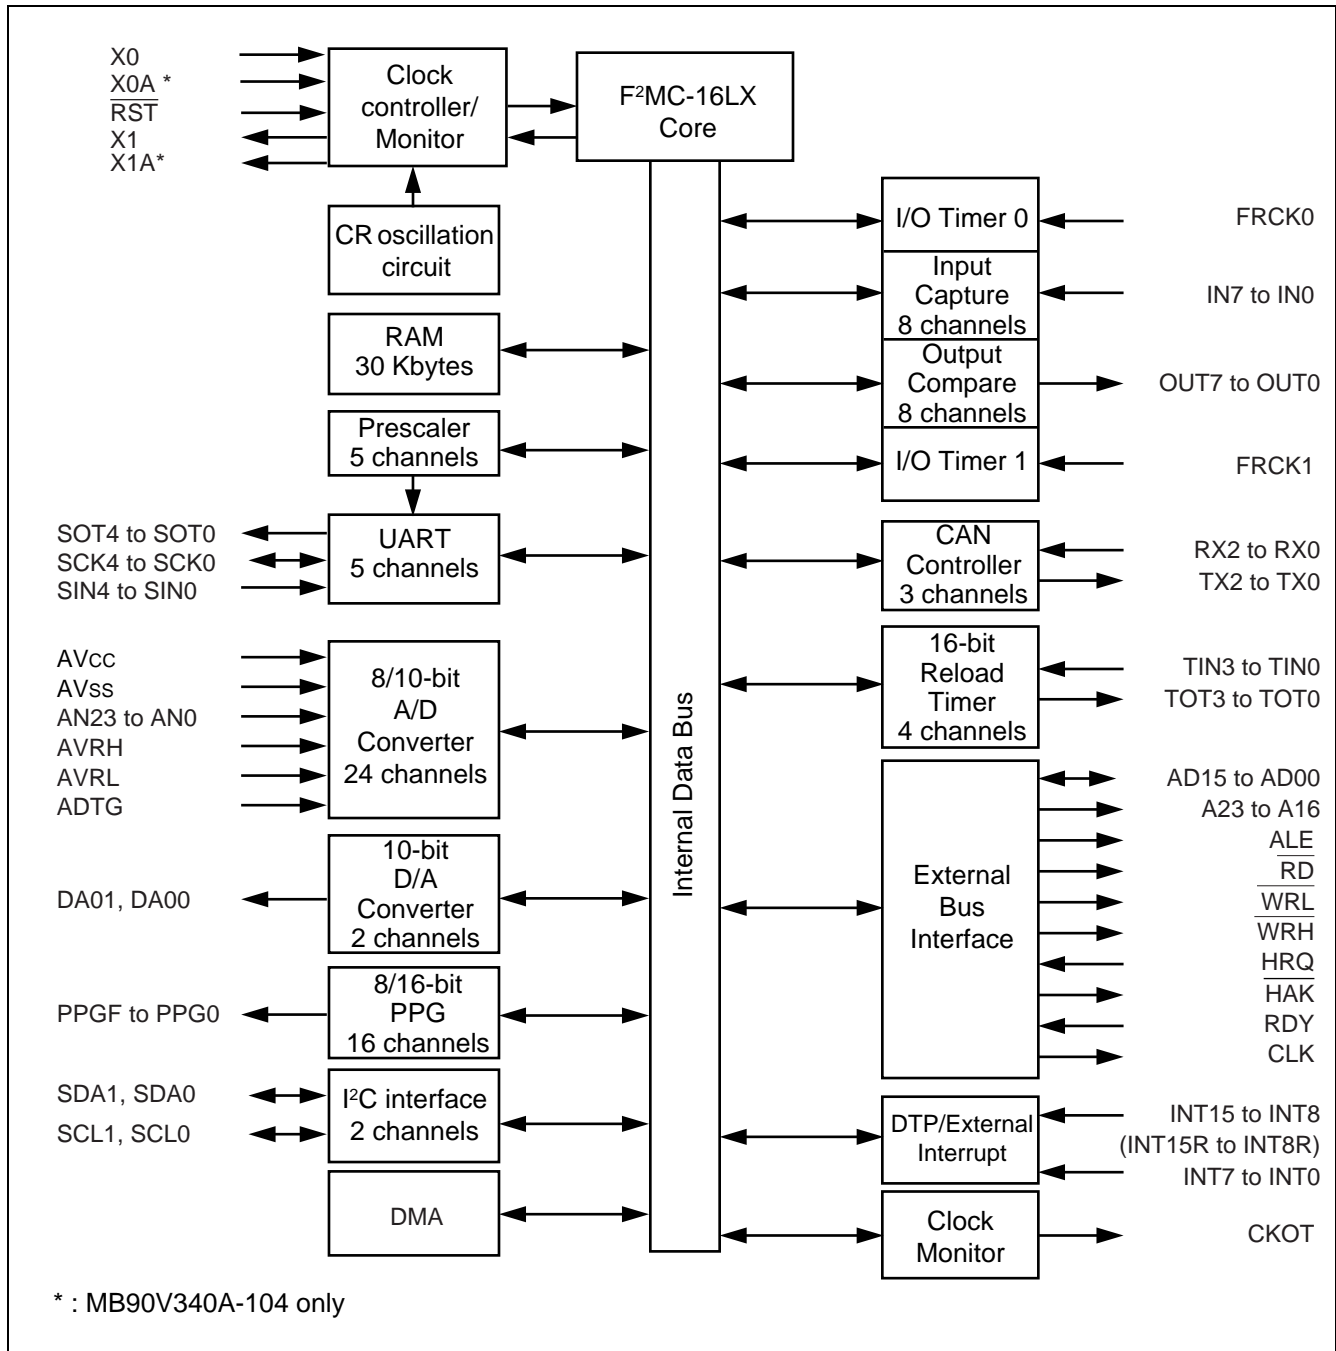 X0
X0A *
RST
X1
X1A*
Clock
controller/
Monitor
F²MC-16LX
Core
CR oscillation
circuit
RAM
30 Kbytes
Prescaler
5 channels
SOT4 to SOT0
SCK4 to SCK0
SIN4 to SIN0
UART
5 channels
AVCC
AVSS
AN23 to AN0
AVRH
AVRL
ADTG
8/10-bit
A/D
Converter
24 channels
DA01, DA00
10-bit
D/A
Converter
2 channels
PPGF to PPG0
8/16-bit
PPG
16 channels
SDA1, SDA0
SCL1, SCL0
I²C interface
2 channels
DMA
Internal Data Bus
I/O Timer 0
FRCK0
Input
Capture
8 channels
IN7 to IN0
Output
Compare
8 channels
OUT7 to OUT0
I/O Timer 1
FRCK1
CAN
Controller
3 channels
RX2 to RX0
TX2 to TX0
16-bit
Reload
Timer
4 channels
TIN3 to TIN0
TOT3 to TOT0
External
Bus
Interface
AD15 to AD00
A23 to A16
ALE
RD
WRL
WRH
HRQ
HAK
RDY
CLK
DTP/External
Interrupt
INT15 to INT8
(INT15R to INT8R)
INT7 to INT0
Clock
Monitor
CKOT
* : MB90V340A-104 only